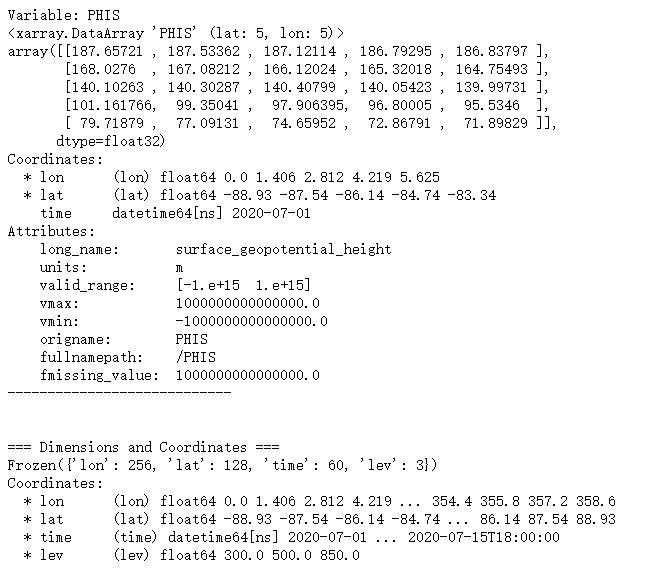 Variable: PHIS
<xarray.DataArray 'PHIS' (lat: 5, lon: 5)>
array([[187.65721 , 187.53362 , 187.12114 , 186.79295 , 186.83797 ],
       [168.0276  , 167.08212 , 166.12024 , 165.32018 , 164.75493 ],
       [140.10263 , 140.30287 , 140.40799 , 140.05423 , 139.99731 ],
       [101.161766,  99.35041 ,  97.906395,  96.80005 ,  95.5346  ],
       [ 79.71879 ,  77.09131 ,  74.65952 ,  72.86791 ,  71.89829 ]],
      dtype=float32)
Coordinates:
  * lon      (lon) float64 0.0 1.406 2.812 4.219 5.625
  * lat      (lat) float64 -88.93 -87.54 -86.14 -84.74 -83.34
    time     datetime64[ns] 2020-07-01
Attributes:
    long_name:       surface_geopotential_height
    units:           m
    valid_range:     [-1.e+15  1.e+15]
    vmax:            1000000000000000.0
    vmin:            -1000000000000000.0
    origname:        PHIS
    fullnamepath:    /PHIS
    fmissing_value:  1000000000000000.0
----------------------------
=== Dimensions and Coordinates ===
Frozen({'lon': 256, 'lat': 128, 'time': 60, 'lev': 3})
Coordinates:
  * lon      (lon) float64 0.0 1.406 2.812 4.219 ... 354.4 355.8 357.2 358.6
  * lat      (lat) float64 -88.93 -87.54 -86.14 -84.74 ... 86.14 87.54 88.93
  * time     (time) datetime64[ns] 2020-07-01 ... 2020-07-15T18:00:00
  * lev      (lev) float64 300.0 500.0 850.0